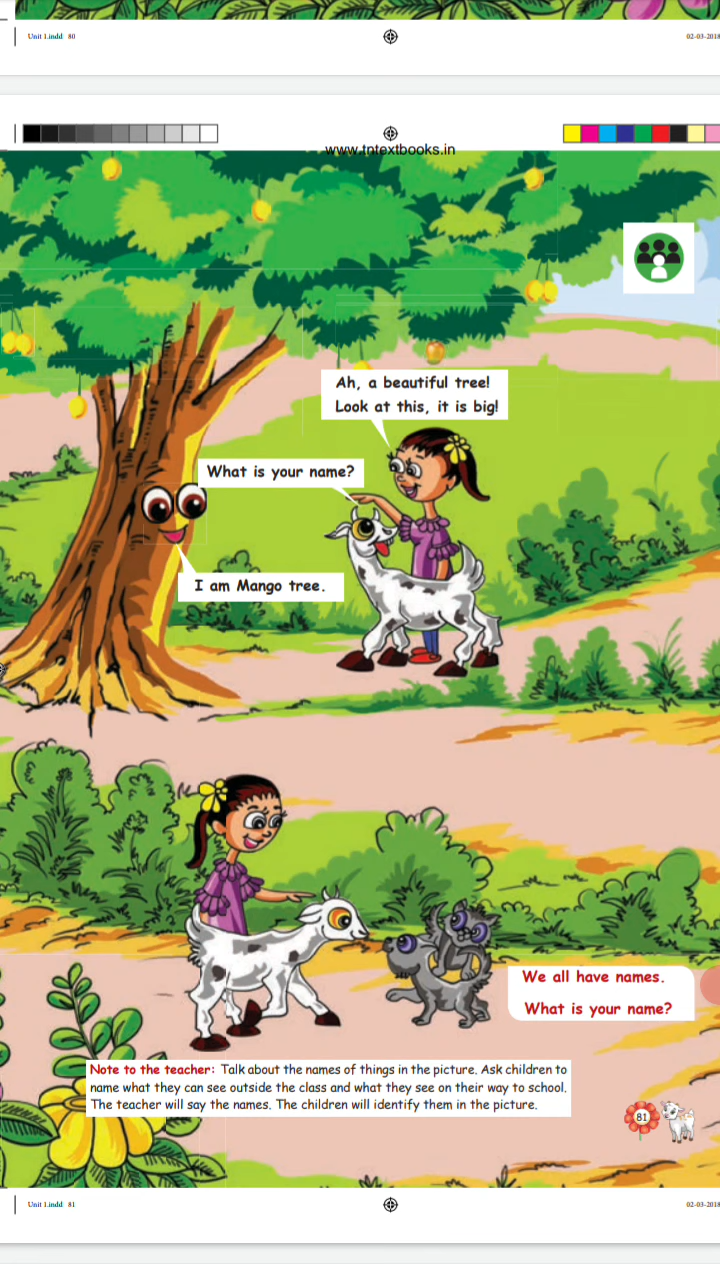 Unit 1.indd 80
02-03-2018
www.tntextbooks.in
Ah, a beautiful tree!
Look at this, it is big!
What is your name?
I am Mango tree.
We all have names.
What is your name?
Note to the teacher: Talk about the names of things in the picture. Ask children to
name what they can see outside the class and what they see on their way to school.
The teacher will say the names. The children will identify them in the picture.
81
Unit 1.indd 81
02-03-2018